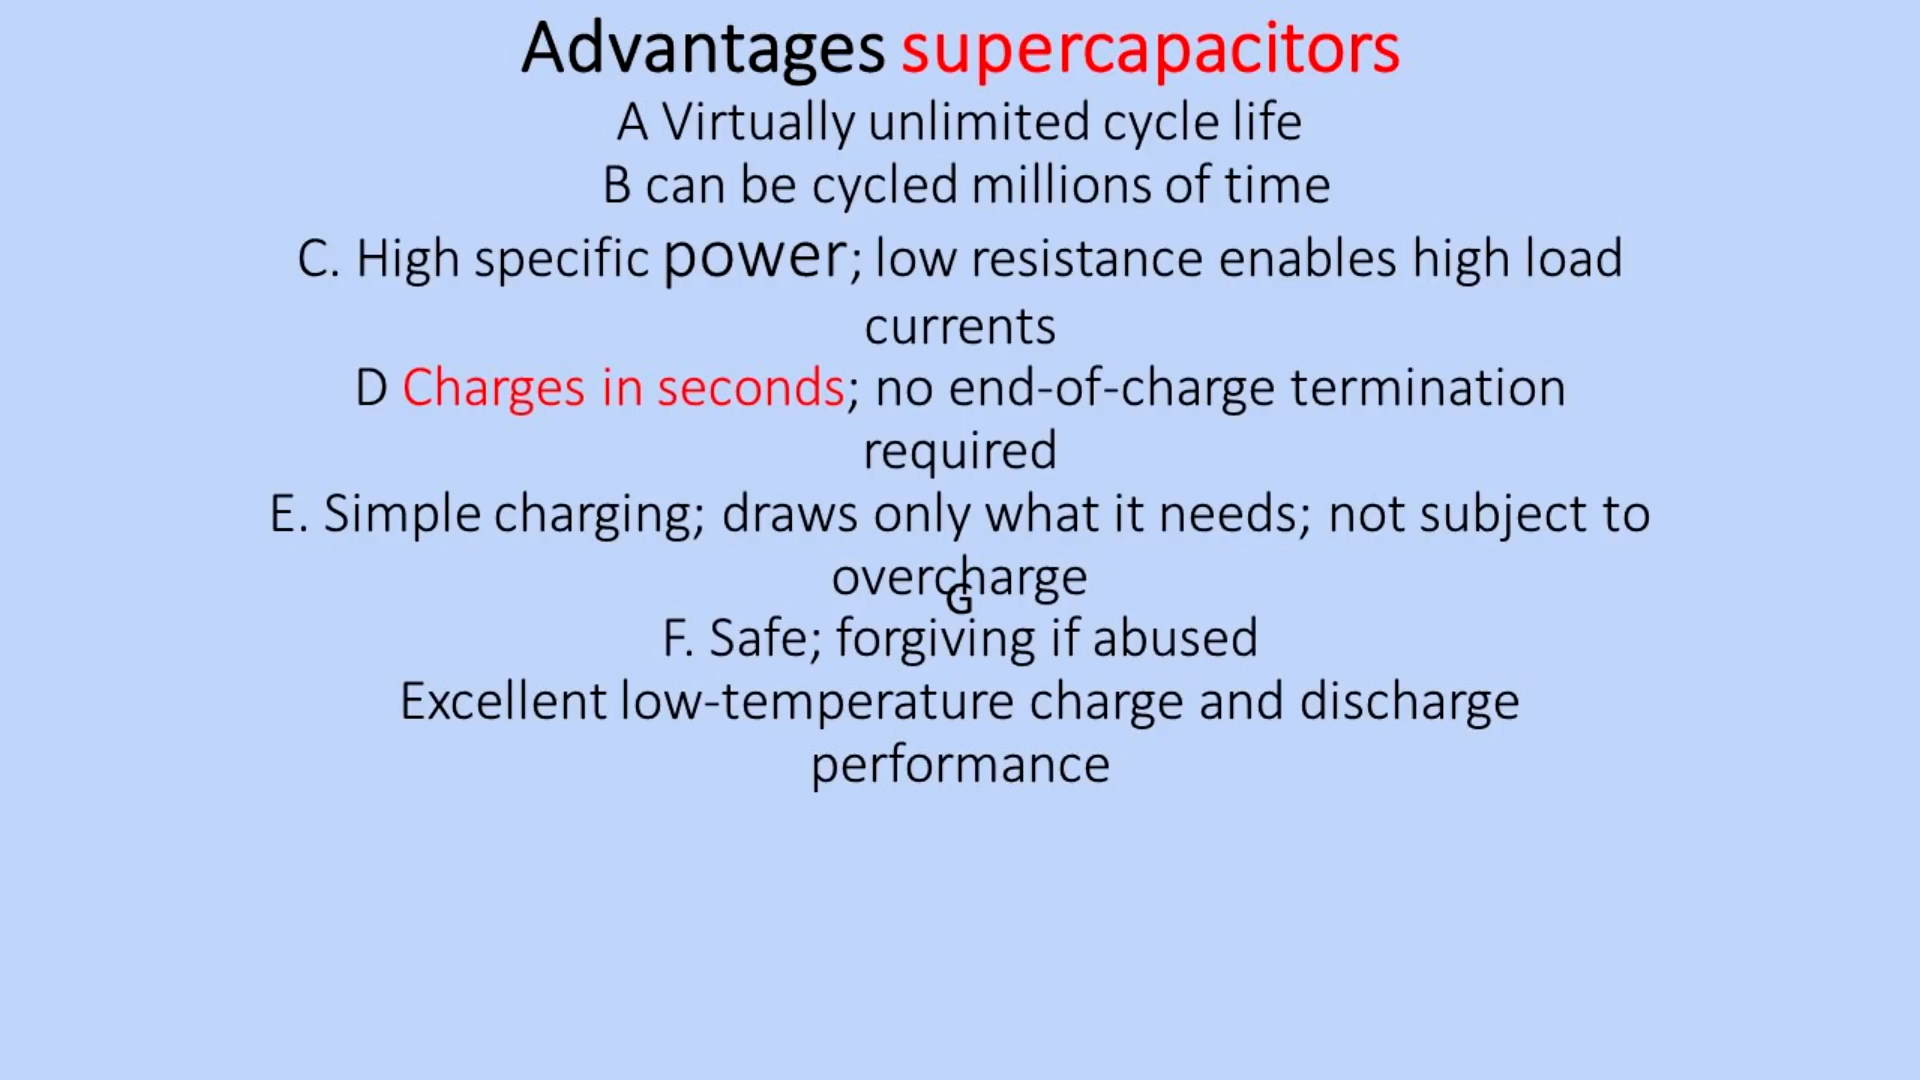 Advantages supercapacitors
A Virtually unlimited cycle life
B can be cycled millions of time
C. High specific power; low resistance enables high load
currents
D Charges in seconds; no end-of-charge termination
required
E. Simple charging; draws only what it needs; not subject to
overcharge
G
F. Safe; forgiving if abused
Excellent low-temperature charge and discharge
performance